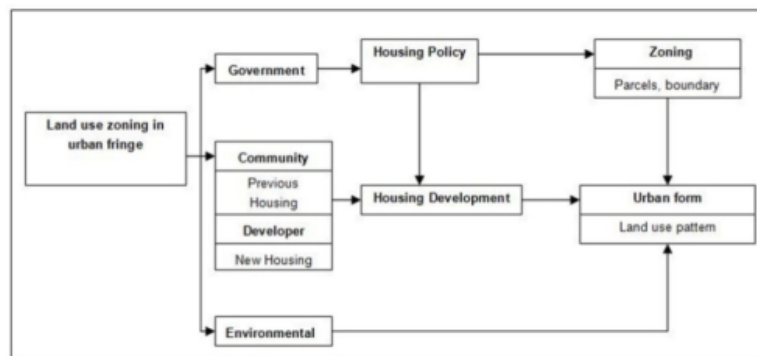 Land use zoning in
urban fringe
Government
Community
Previous
Housing
Developer
New Housing
Environmental
Housing Policy
Housing Development
Zoning
Parcels, boundary
Urban form
Land use pattern